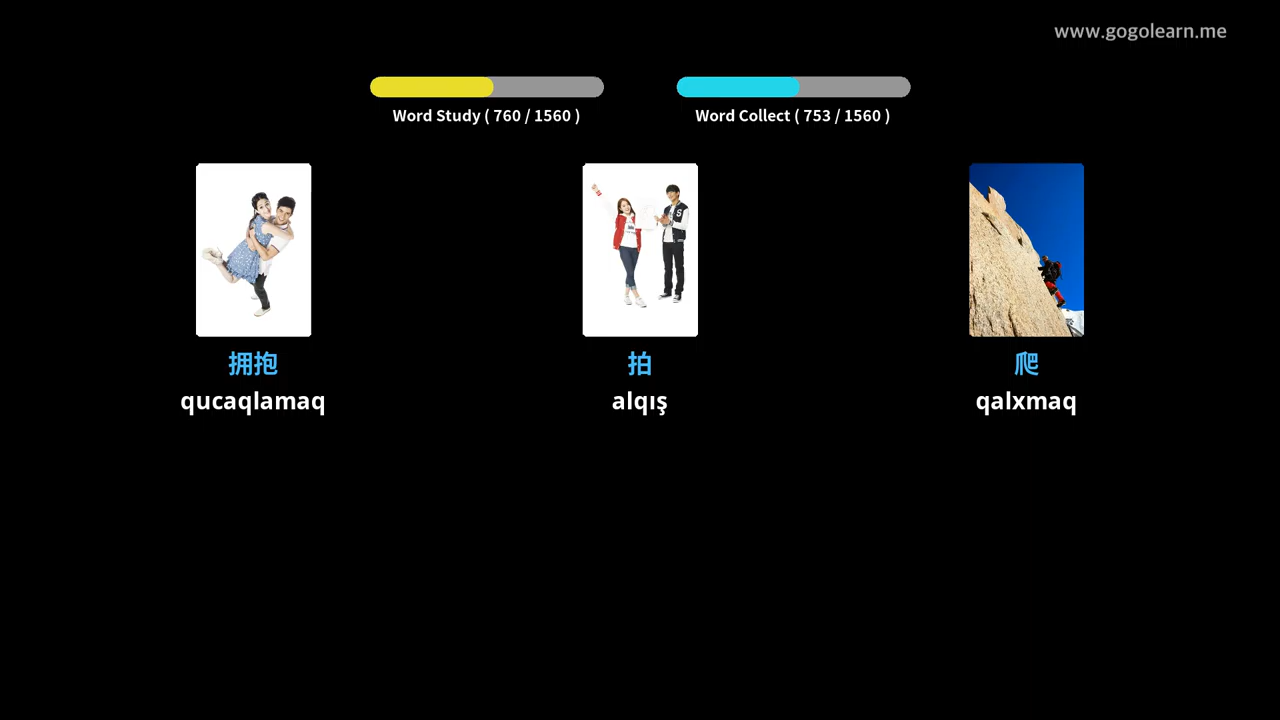 www.gogolearn.me
Word Study ( 760 / 1560 )
Word Collect ( 753 / 1560 )
拥抱
qucaqlamaq
拍
alqış
爬
qalxmaq